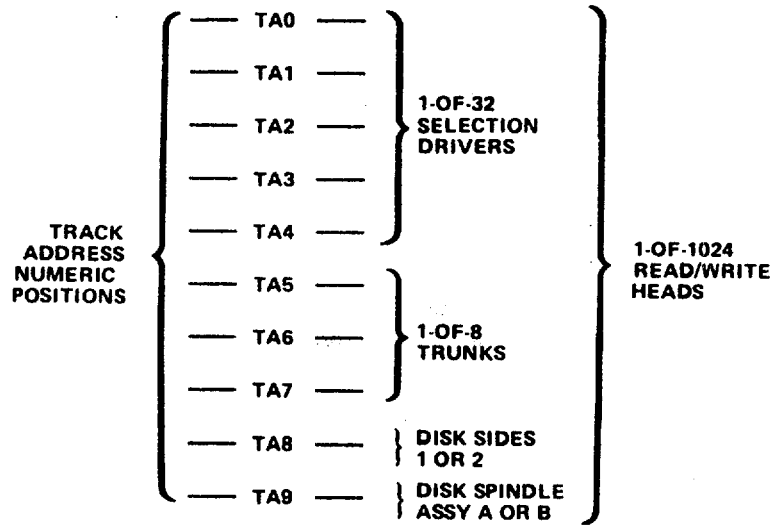 TA0
TA1
TA2
TA3
TA4
TA5
TA6
TA7
TA8
TA9
TRACK
ADDRESS
NUMERIC
POSITIONS
1-OF-32
SELECTION
DRIVERS
1-OF-8
TRUNKS
DISK SIDES
1 OR 2
DISK SPINDLE
ASSY A OR B
1-OF-1024
READ/WRITE
HEADS